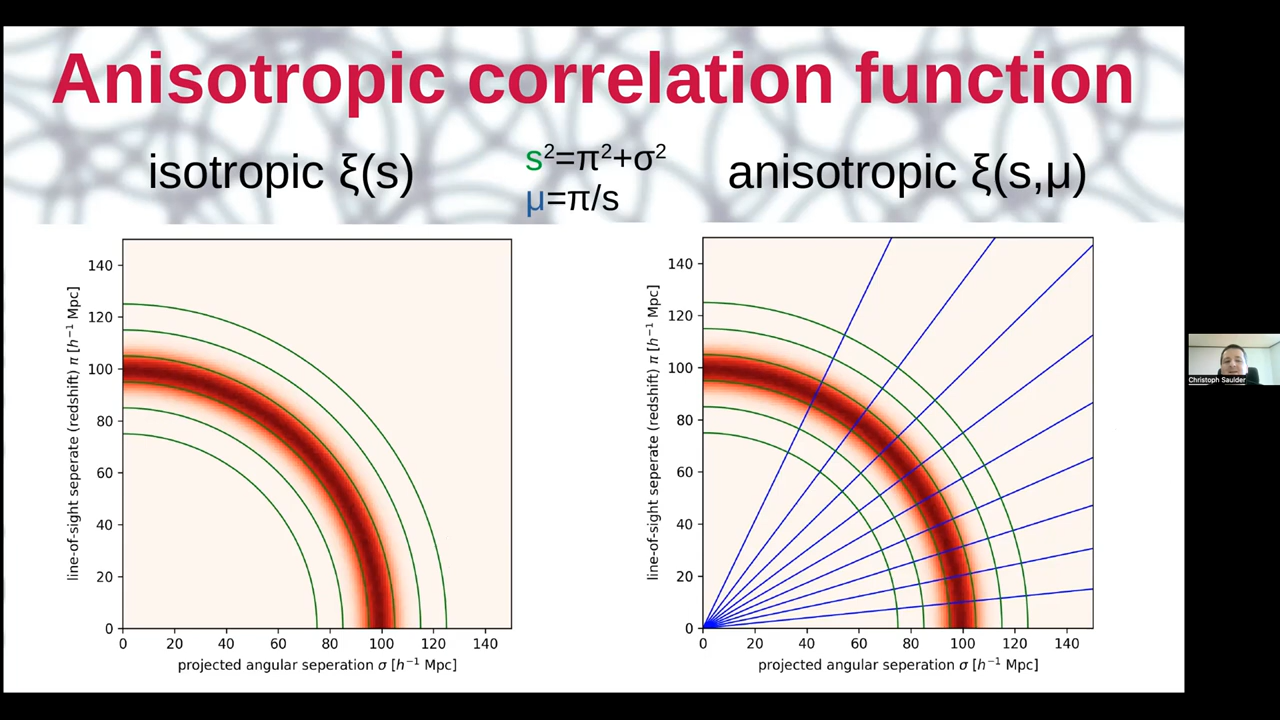 Anisotropic correlation function
isotropic ξ(s)
s²=π²+σ²
μ=π/s
anisotropic ξ(s,μ)
line-of-sight seperate (redshift) π [h⁻¹ Mpc]
140
120
100
80
60
40
20
0
0 20 40 60 80 100 120 140
projected angular seperation σ [h⁻¹ Mpc]
line-of-sight seperate (redshift) π [h⁻¹ Mpc]
140
120
100
80
60
40
20
0
0 20 40 60 80 100 120 140
projected angular seperation σ [h⁻¹ Mpc]
Christoph Saulder